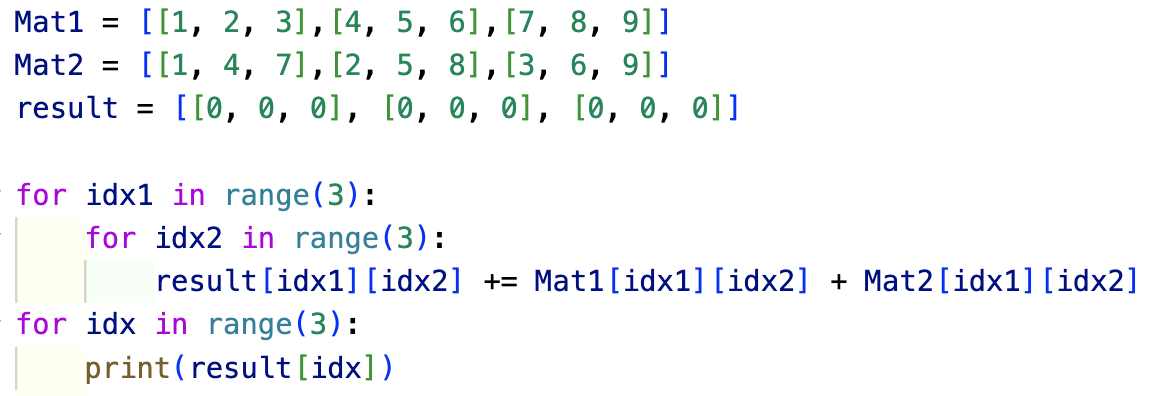 Mat1 = [[1, 2, 3],[4, 5, 6],[7, 8, 9]]
Mat2 = [[1, 4, 7],[2, 5, 8],[3, 6, 9]]
result = [[0, 0, 0], [0, 0, 0], [0, 0, 0]]
for idx1 in range(3):
    for idx2 in range(3):
        result[idx1][idx2] += Mat1[idx1][idx2] + Mat2[idx1][idx2]
for idx in range(3):
    print(result[idx])